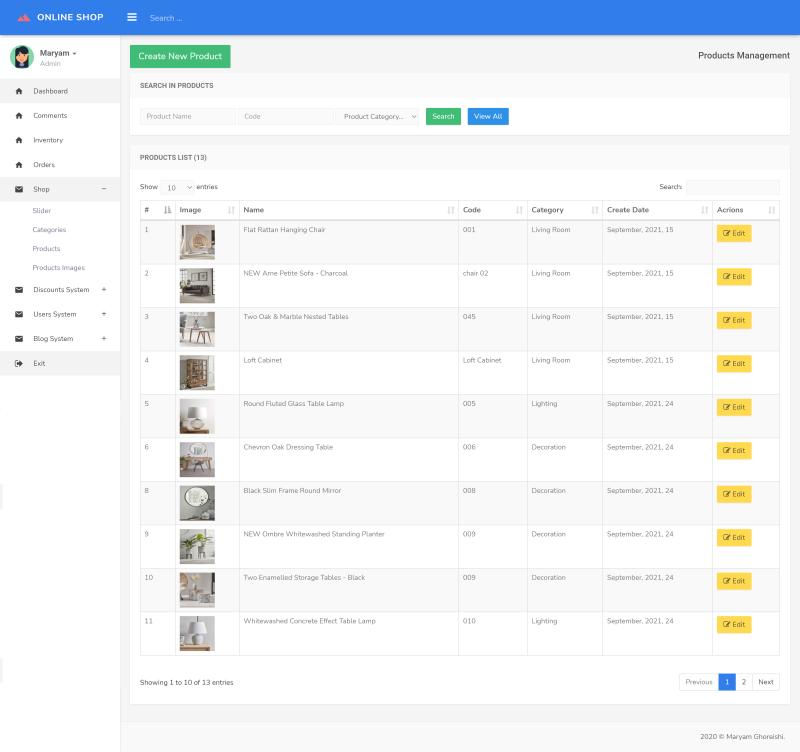 ONLINE SHOP
Search ...
Maryam
Admin
Dashboard
Comments
Inventory
Orders
Shop −
Slider
Categories
Products
Products Images
Discounts System +
Users System +
Blog System +
Exit
Create New Product
Products Management
SEARCH IN PRODUCTS
Product Name Code Product Category... Search View All
PRODUCTS LIST (13)
Show 10 entries Search:
# Image Name Code Category Create Date Actions
1 Flat Rattan Hanging Chair 001 Living Room September, 2021, 15 Edit
2 NEW Arne Petite Sofa - Charcoal chair 02 Living Room September, 2021, 15 Edit
3 Two Oak & Marble Nested Tables 045 Living Room September, 2021, 15 Edit
4 Loft Cabinet Loft Cabinet Living Room September, 2021, 15 Edit
5 Round Fluted Glass Table Lamp 005 Lighting September, 2021, 24 Edit
6 Chevron Oak Dressing Table 006 Decoration September, 2021, 24 Edit
8 Black Slim Frame Round Mirror 008 Decoration September, 2021, 24 Edit
9 NEW Ombre Whitewashed Standing Planter 009 Decoration September, 2021, 24 Edit
10 Two Enamelled Storage Tables - Black 009 Decoration September, 2021, 24 Edit
11 Whitewashed Concrete Effect Table Lamp 010 Lighting September, 2021, 24 Edit
Showing 1 to 10 of 13 entries
Previous 1 2 Next
2020 © Maryam Ghoreishi.